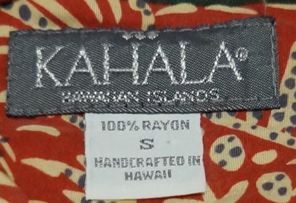 KAHALA®
HAWAIIAN ISLANDS
100% RAYON
S
HANDCRAFTED IN
HAWAII